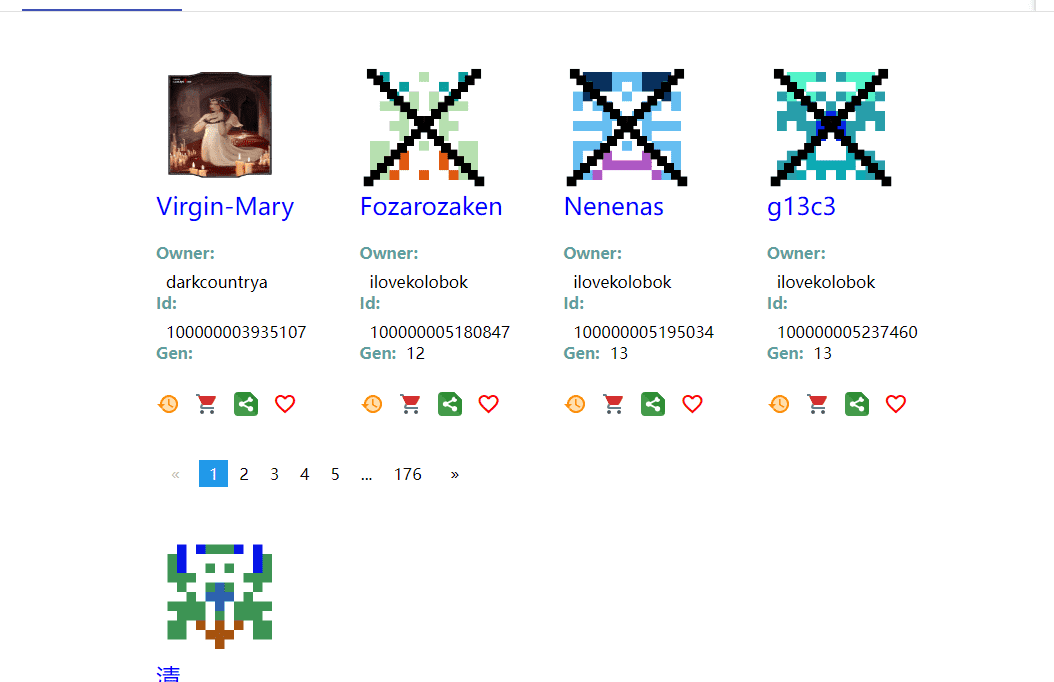 Virgin-Mary
Owner:
darkcountrya
Id:
100000003935107
Gen:
Fozarozaken
Owner:
ilovekolobok
Id:
100000005180847
Gen: 12
Nenenas
Owner:
ilovekolobok
Id:
100000005195034
Gen: 13
g13c3
Owner:
ilovekolobok
Id:
100000005237460
Gen: 13
« 1 2 3 4 5 ... 176 »
清